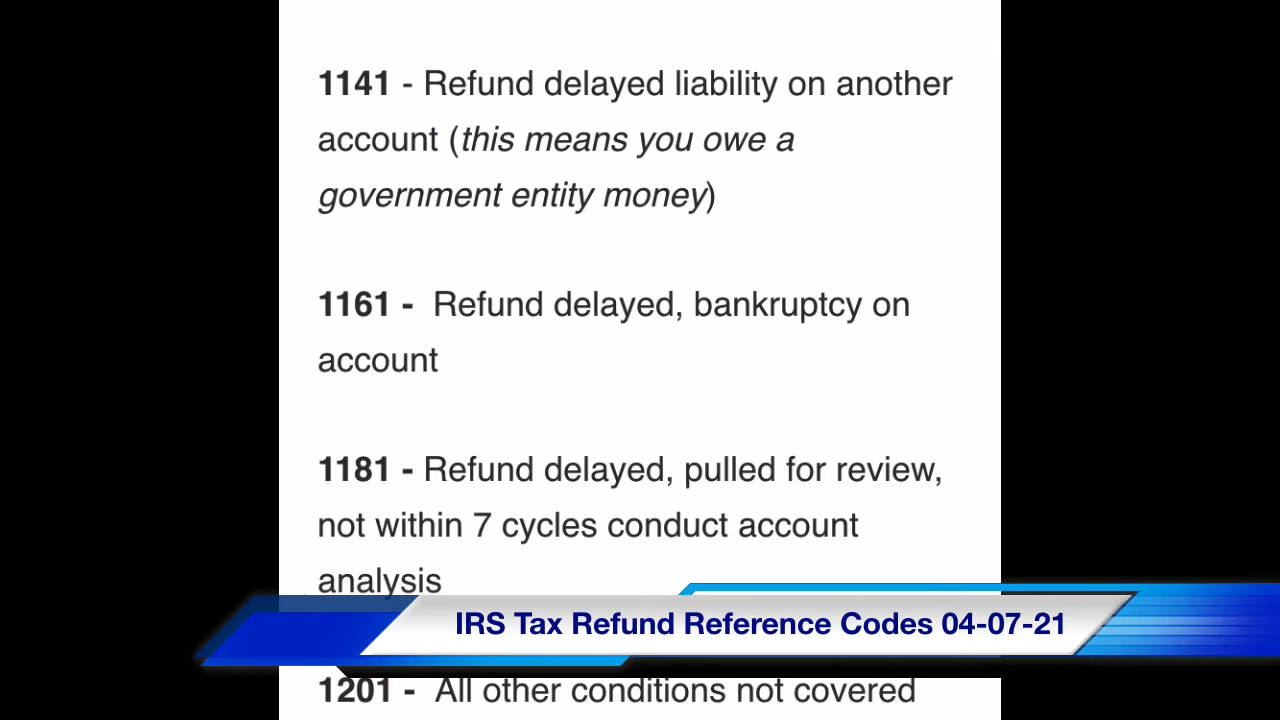 1141 - Refund delayed liability on another
account (this means you owe a
government entity money)
1161 -  Refund delayed, bankruptcy on
account
1181 - Refund delayed, pulled for review,
not within 7 cycles conduct account
analysis
IRS Tax Refund Reference Codes 04-07-21
1201 -  All other conditions not covered